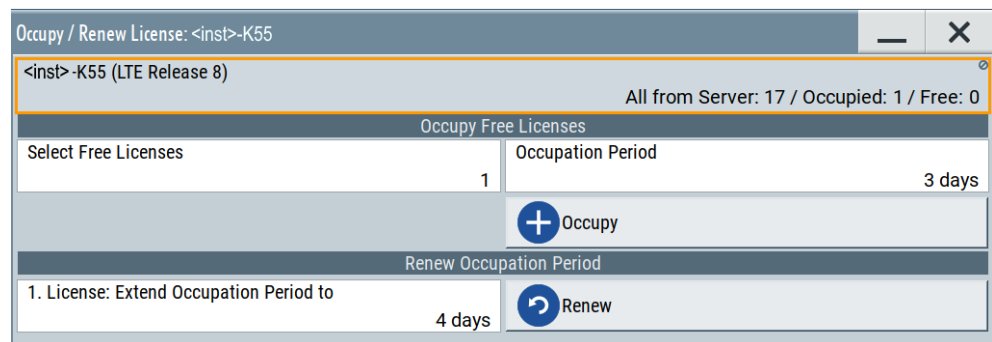 Occupy / Renew License: <inst>-K55
<inst>-K55 (LTE Release 8)
All from Server: 17 / Occupied: 1 / Free: 0
Occupy Free Licenses
Select Free Licenses
1
Occupation Period
3 days
Occupy
Renew Occupation Period
1. License: Extend Occupation Period to
4 days
Renew